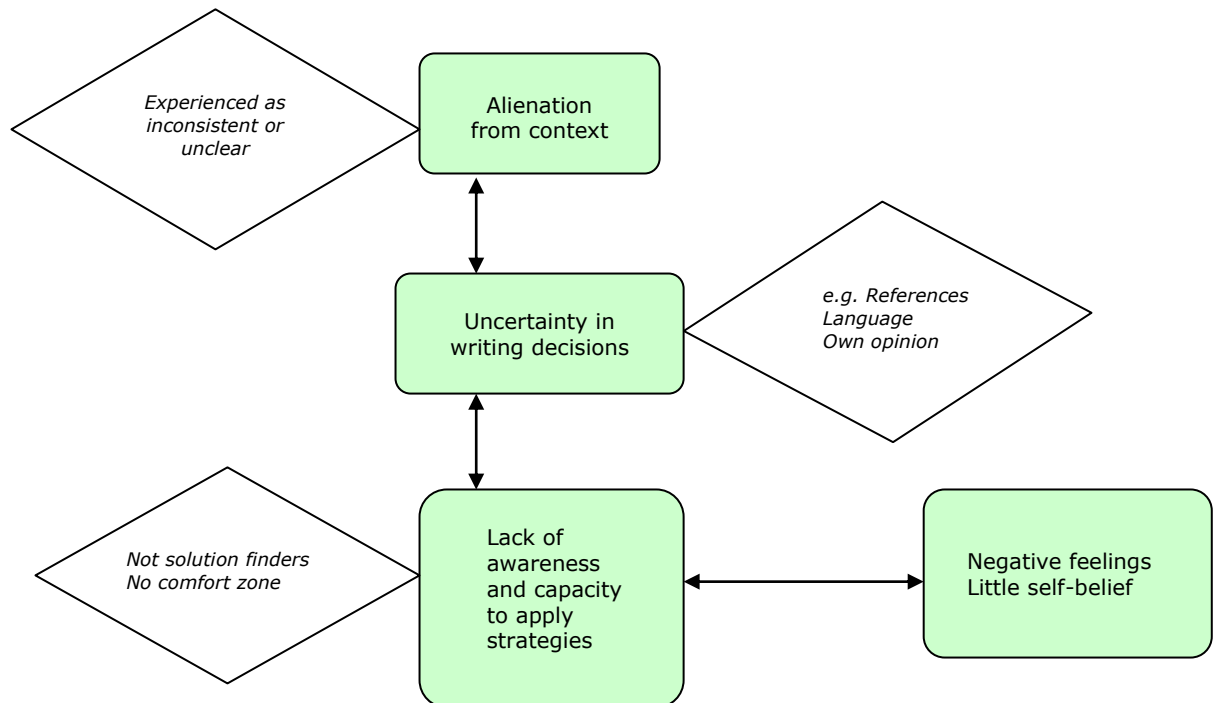 Experienced as
inconsistent or
unclear
Alienation
from context
Uncertainty in
writing decisions
e.g. References
Language
Own opinion
Not solution finders
No comfort zone
Lack of
awareness
and capacity
to apply
strategies
Negative feelings
Little self-belief